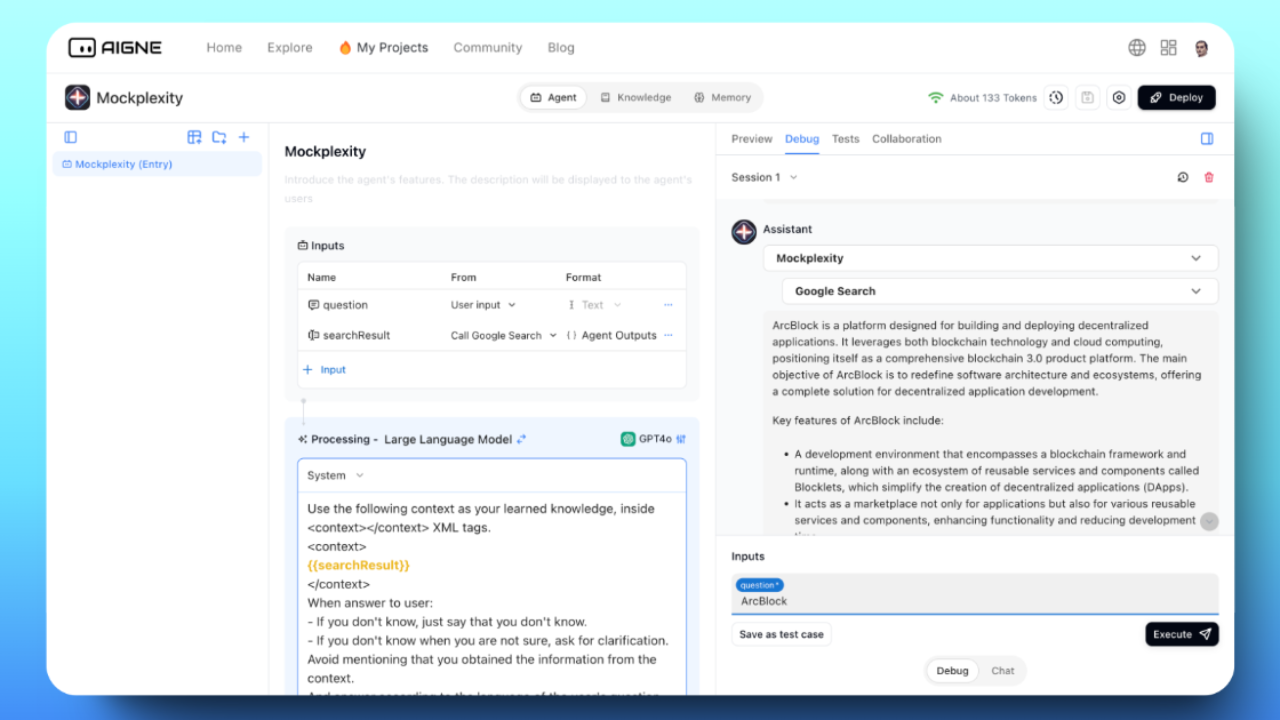 AIGNE
Home
Explore
My Projects
Community
Blog
Mockplexity
Agent
Knowledge
Memory
About 133 Tokens
Deploy
Mockplexity (Entry)
Mockplexity
Introduce the agent's features. The description will be displayed to the agent's
users
Inputs
Name
From
Format
question
User input
Text
searchResult
Call Google Search
Agent Outputs
Input
Processing - Large Language Model
GPT4o
System
Use the following context as your learned knowledge, inside
<context></context> XML tags.
<context>
{{searchResult}}
</context>
When answer to user:
- If you don't know, just say that you don't know.
- If you don't know when you are not sure, ask for clarification.
Avoid mentioning that you obtained the information from the
context.
And answer according to the language of the user's question
Preview
Debug
Tests
Collaboration
Session 1
Assistant
Mockplexity
Google Search
ArcBlock is a platform designed for building and deploying decentralized
applications. It leverages both blockchain technology and cloud computing,
positioning itself as a comprehensive blockchain 3.0 product platform. The main
objective of ArcBlock is to redefine software architecture and ecosystems, offering
a complete solution for decentralized application development.
Key features of ArcBlock include:
• A development environment that encompasses a blockchain framework and
runtime, along with an ecosystem of reusable services and components called
Blocklets, which simplify the creation of decentralized applications (DApps).
• It acts as a marketplace not only for applications but also for various reusable
services and components, enhancing functionality and reducing development
Inputs
question*
ArcBlock
Save as test case
Execute
Debug
Chat